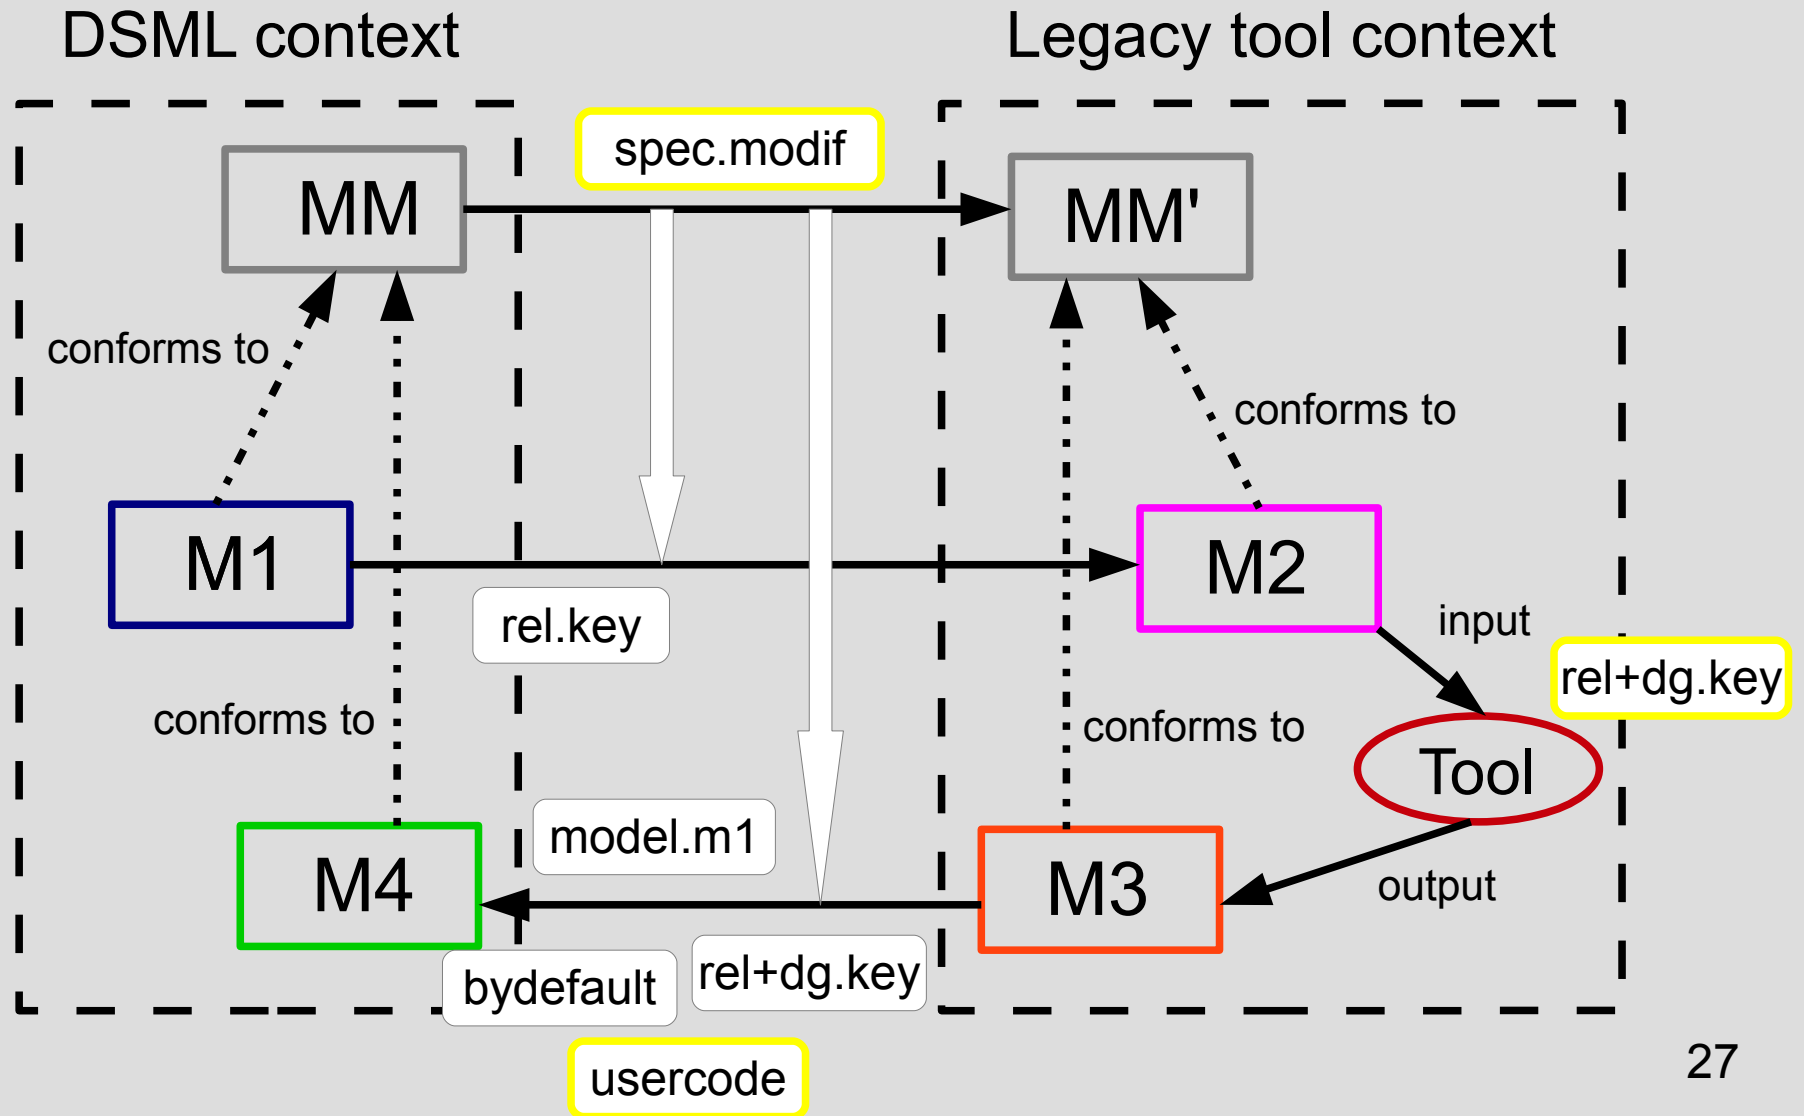 DSML context
Legacy tool context
spec.modif
MM
MM'
conforms to
conforms to
M1
M2
rel.key
input
rel+dg.key
conforms to
conforms to
Tool
model.m1
M4
M3
output
bydefault
rel+dg.key
usercode
27